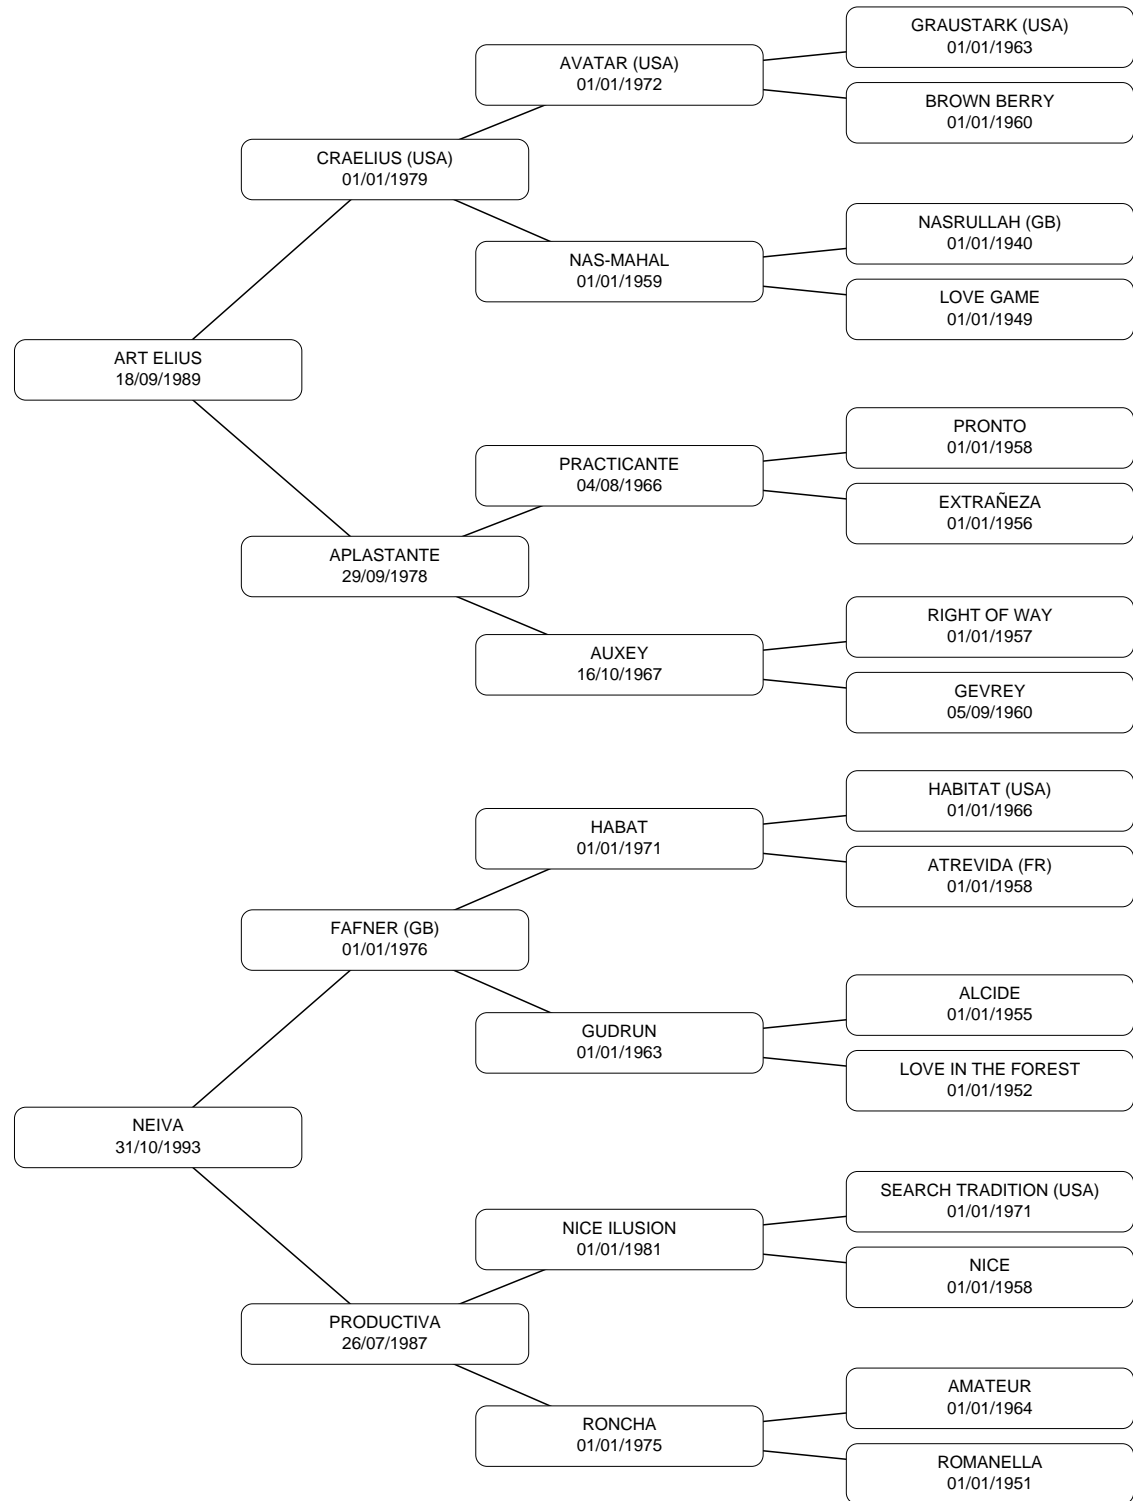 GRAUSTARK (USA)
01/01/1963
AVATAR (USA)
01/01/1972
BROWN BERRY
01/01/1960
CRAELIUS (USA)
01/01/1979
NASRULLAH (GB)
01/01/1940
NAS-MAHAL
01/01/1959
LOVE GAME
01/01/1949
ART ELIUS
18/09/1989
PRONTO
01/01/1958
PRACTICANTE
04/08/1966
EXTRAÑEZA
01/01/1956
APLASTANTE
29/09/1978
RIGHT OF WAY
01/01/1957
AUXEY
16/10/1967
GEVREY
05/09/1960
HABITAT (USA)
01/01/1966
HABAT
01/01/1971
ATREVIDA (FR)
01/01/1958
FAFNER (GB)
01/01/1976
ALCIDE
01/01/1955
GUDRUN
01/01/1963
LOVE IN THE FOREST
01/01/1952
NEIVA
31/10/1993
SEARCH TRADITION (USA)
01/01/1971
NICE ILUSION
01/01/1981
NICE
01/01/1958
PRODUCTIVA
26/07/1987
AMATEUR
01/01/1964
RONCHA
01/01/1975
ROMANELLA
01/01/1951